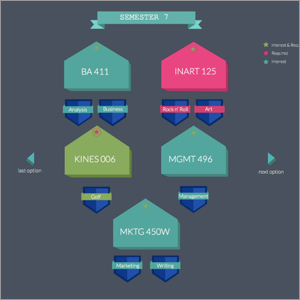 SEMESTER 7
Interest & Requ
Required
Interest
BA 411
INART 125
Analysis
Business
Rock n' Roll
Art
KINES 006
MGMT 496
last option
next option
Golf
Management
MKTG 450W
Marketing
Writing